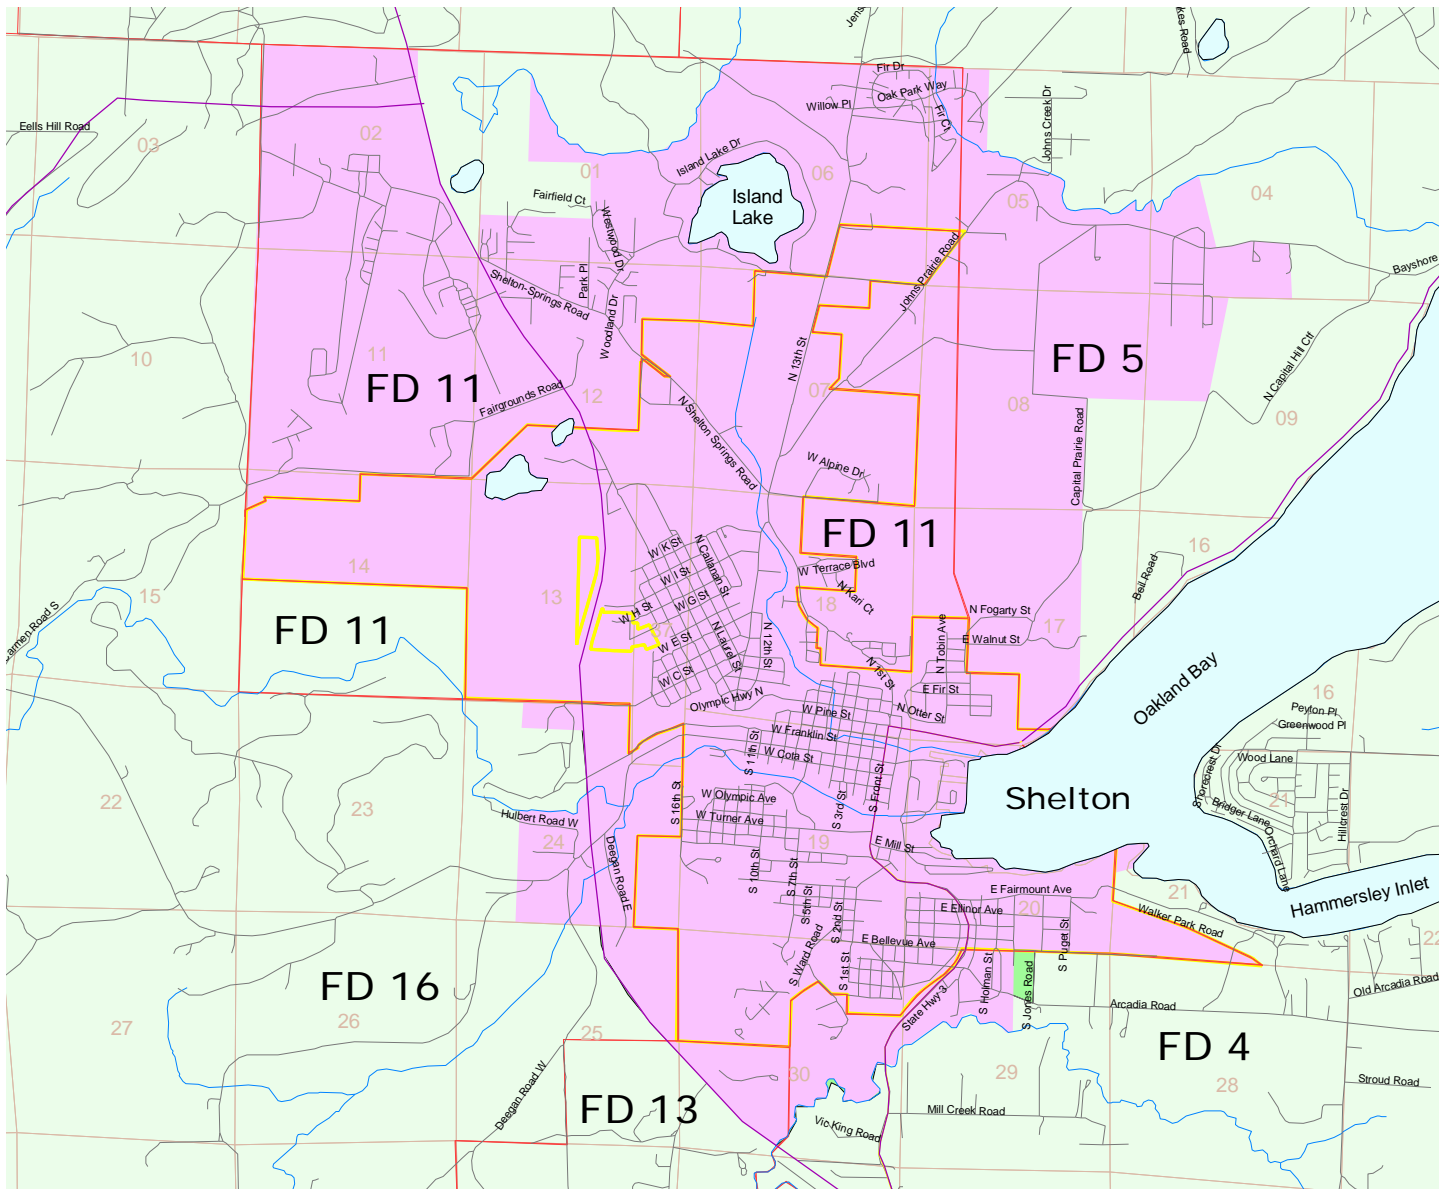 Fir Dr
Oak Park Way
Willow Pl
Fir Ct
Johns Creek Dr
Eells Hill Road
03
02
01
06
05
04
Island Lake Dr
Island
Lake
Fairfield Ct
Westwood Dr
Park Pl
Shelton-Springs Road
Woodland Dr
Johns Prairie Road
Bayshore
10
11
12
07
08
09
FD 11
FD 5
N 13th St
N Capital Hill Ctf
Fairgrounds Road
N Shelton Springs Road
W Alpine Dr
Capital Prairie Road
FD 11
W K St
N Callanan St
W I St
W G St
W H St
W E St
W C St
N Laurel St
N 12th St
W Terrace Blvd
N Kari Ct
14
13
37
18
17
16
15
Beil Road
N Fogarty St
E Walnut St
N Tobin Ave
FD 11
N 1st St
E Fir St
N Otter St
Olympic Hwy N
W Pine St
W Franklin St
W Cota St
S 11th St
Oakland Bay
16
Peyton Pl
Greenwood Pl
Wood Lane
Shorecrest Dr
Bridger Lane
21
Hillcrest Dr
Orchard Lane
Shelton
22
23
24
19
S 16th St
W Olympic Ave
W Turner Ave
S 3rd St
S Front St
Hulbert Road W
Deegan Road E
S 10th St
S 7th St
S 5th St
S 2nd St
S 1st St
S Ward Road
E Mill St
E Fairmount Ave
E Ellinor Ave
20
E Bellevue Ave
S Puget St
21
Walker Park Road
Hammersley Inlet
22
FD 16
27
26
25
State Hwy 3
S Holman St
S Jones Road
Arcadia Road
Old Arcadia Road
FD 4
30
29
28
Stroud Road
Deegan Road W
FD 13
Vic King Road
Mill Creek Road